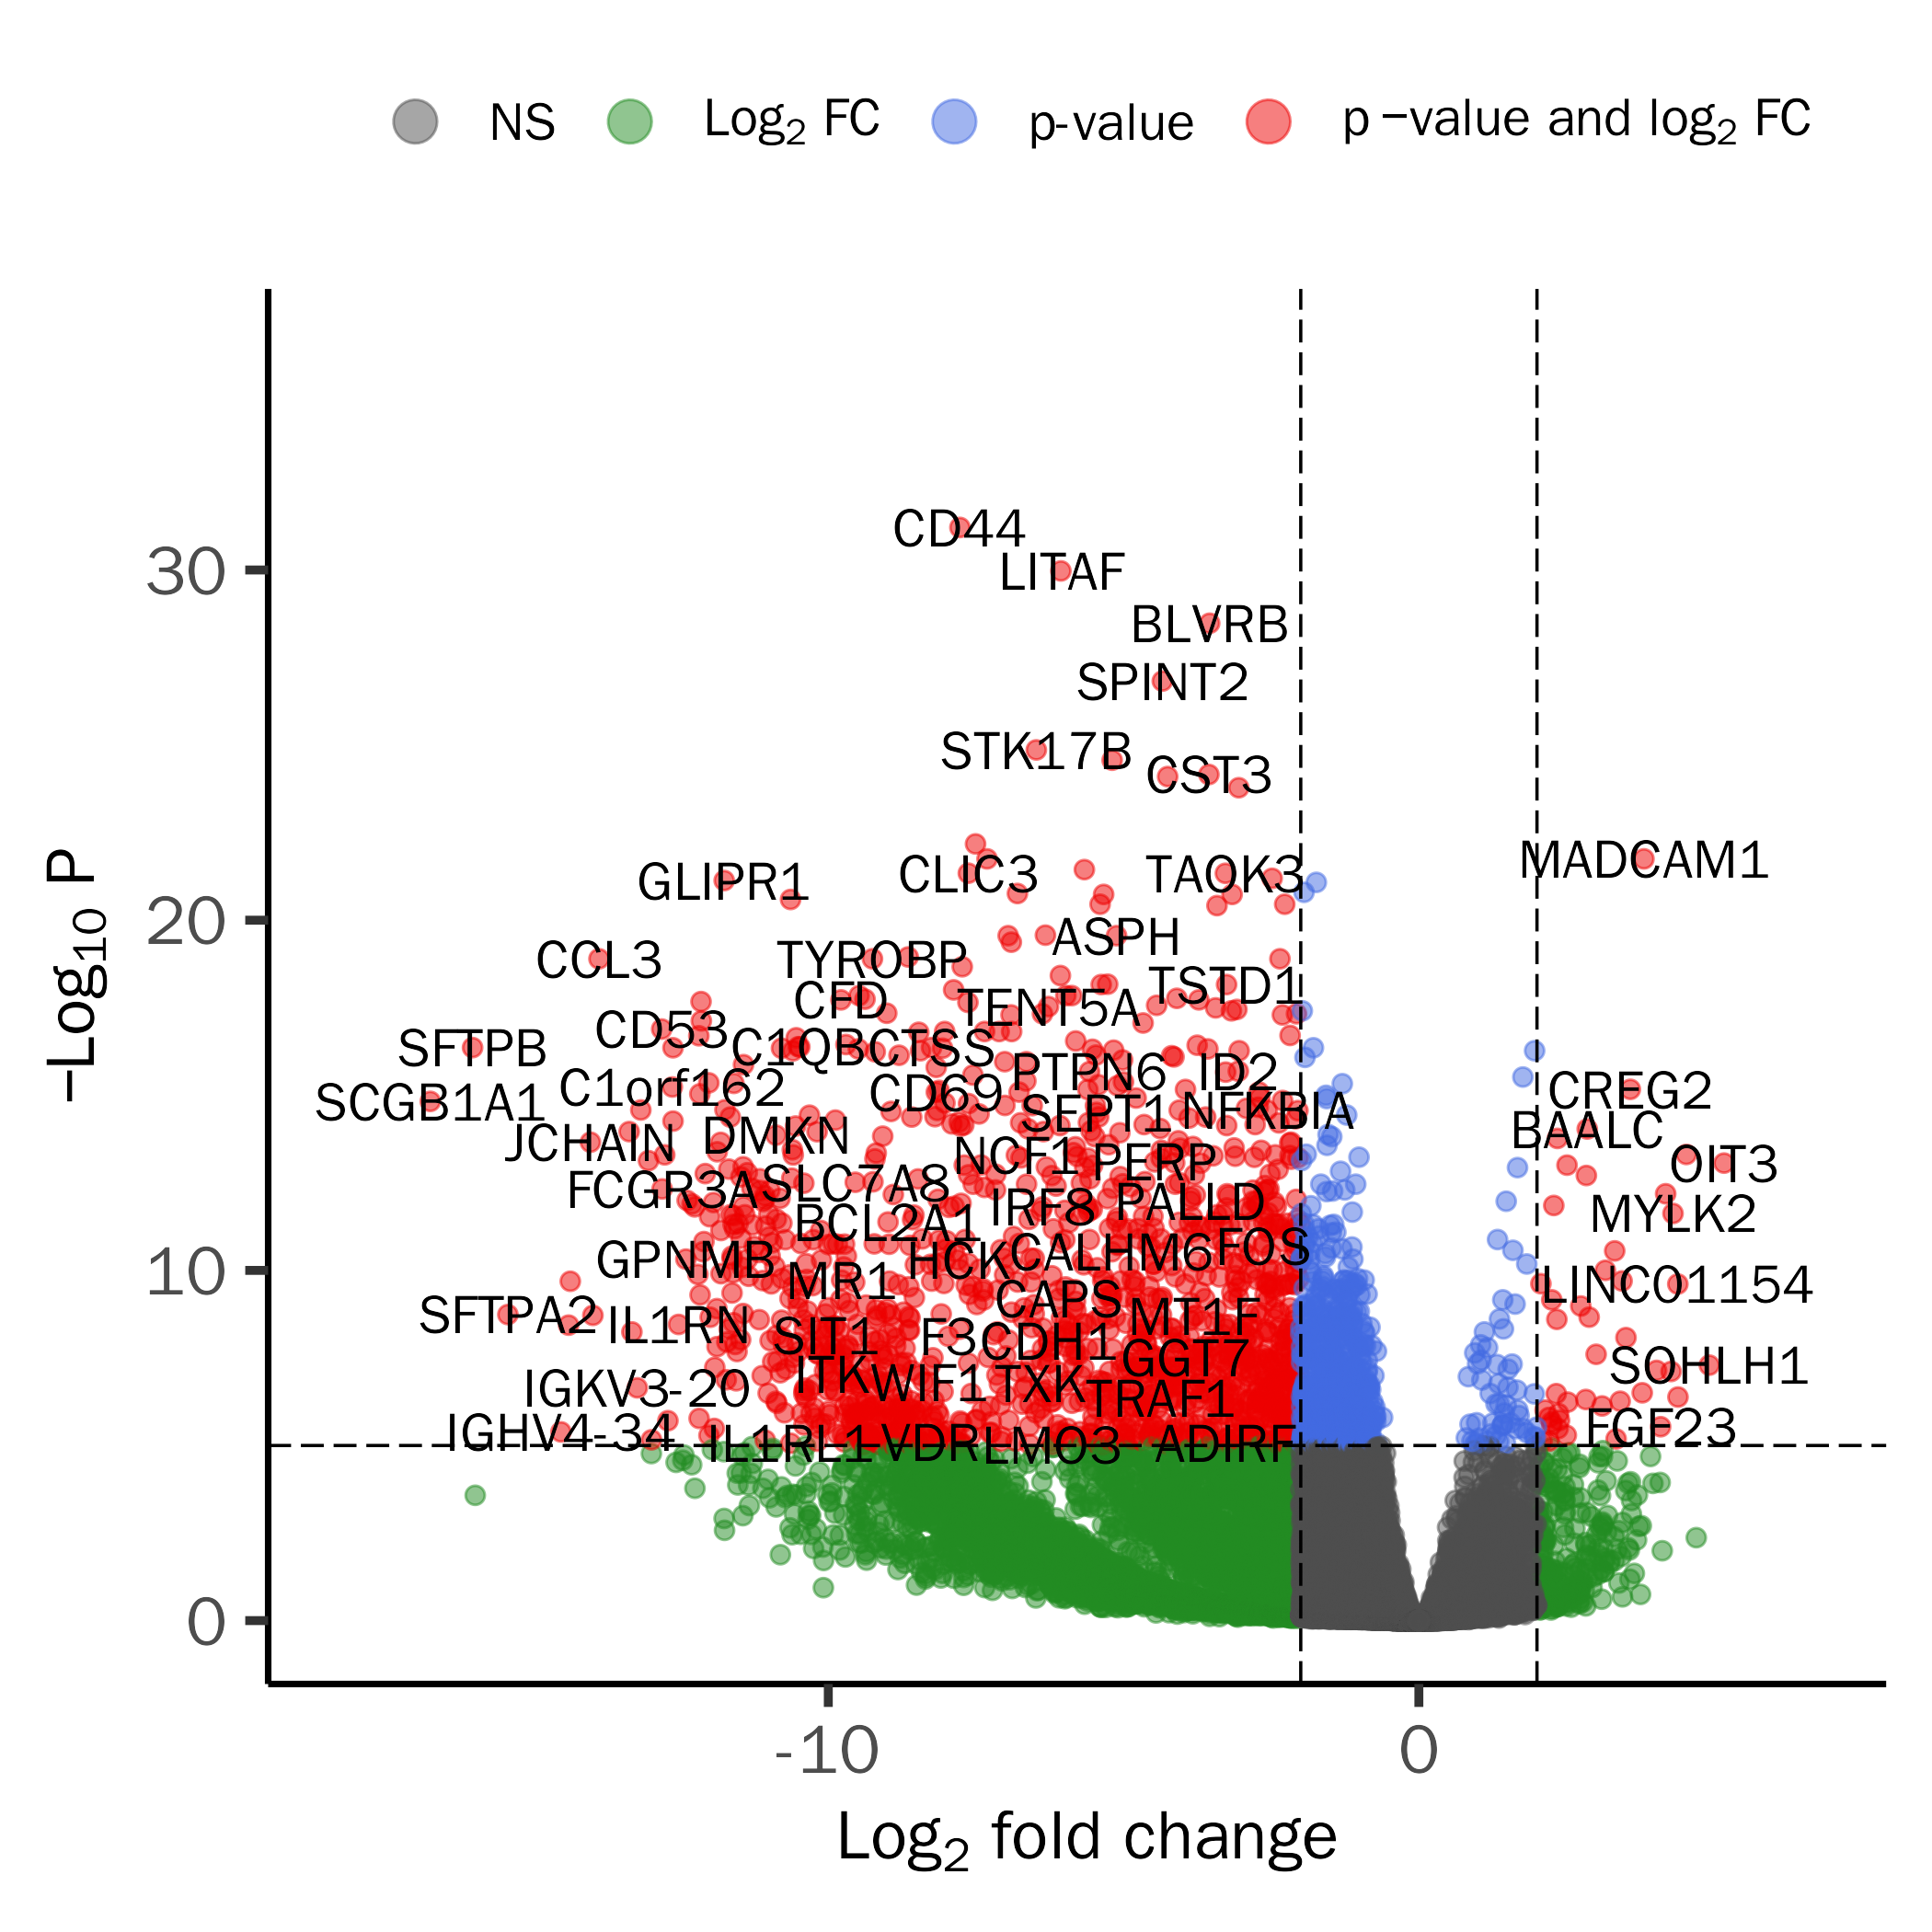 NS Log2 FC p-value p −value and log2 FC
−Log10 P
30
20
10
0
CD44
LITAF
BLVRB
SPINT2
STK17B
CST3
MADCAM1
GLIPR1
CLIC3
TAOK3
ASPH
CCL3
TYROBP
TSTD1
CFD
TENT5A
CD53
SFTPB
C1QB
CTSS
PTPN6
ID2
C1orf162
CD69
CREG2
SCGB1A1
SEPT1
NFKBIA
BAALC
JCHAIN
DMKN
NCF1
PERP
OIT3
FCGR3A
SLC7A8
IRF8
PALLD
MYLK2
BCL2A1
GPNMB
HCK
CALHM6
FOS
MR1
LINC01154
CAPS
MT1F
SFTPA2
IL1RN
SIT1
F3
CDH1
GGT7
SOHLH1
ITK
WIF1
TXK
TRAF1
IGKV3-20
IGHV4-34
FGF23
IL1RL1
VDR
LMO3
ADIRF
-10
0
Log2 fold change